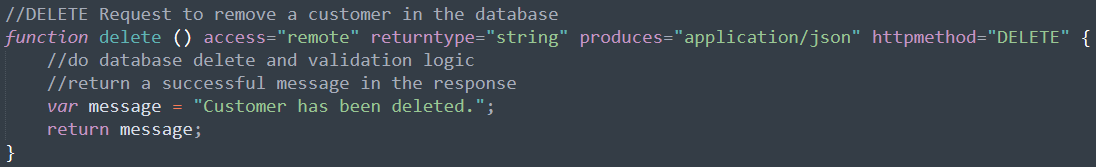 //DELETE Request to remove a customer in the database
function delete () access="remote" returntype="string" produces="application/json" httpmethod="DELETE" {
    //do database delete and validation logic
    //return a successful message in the response
    var message = "Customer has been deleted.";
    return message;
}